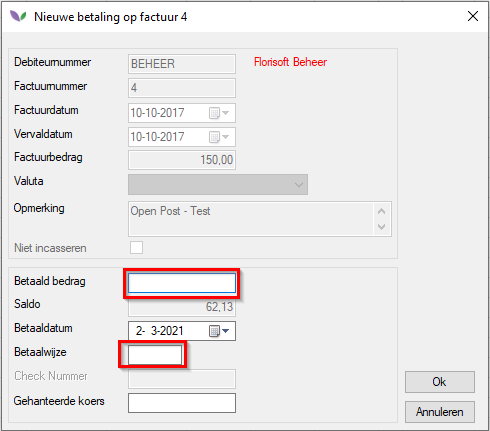 Nieuwe betaling op factuur 4
Debiteurnummer BEHEER Florisoft Beheer
Factuurnummer 4
Factuurdatum 10-10-2017
Vervaldatum 10-10-2017
Factuurbedrag 150,00
Valuta
Opmerking Open Post - Test
Niet incasseren
Betaald bedrag
Saldo 62,13
Betaaldatum 2- 3-2021
Betaalwijze
Check Nummer
Ok
Gehanteerde koers
Annuleren